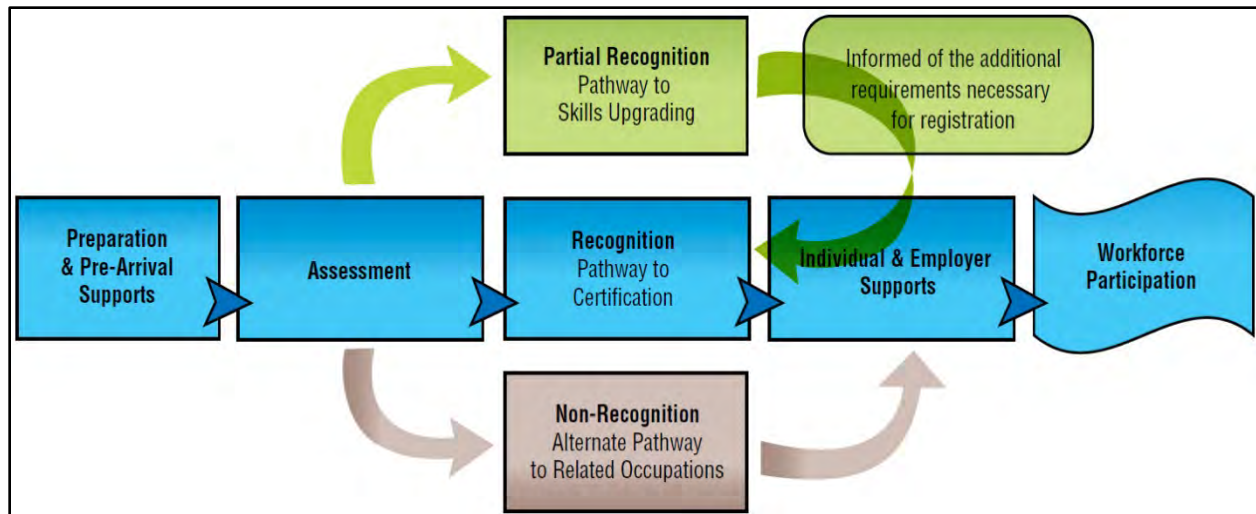 Partial Recognition
Pathway to
Skills Upgrading
Informed of the additional
requirements necessary
for registration
Preparation
& Pre-Arrival
Supports
Assessment
Recognition
Pathway to
Certification
Individual & Employer
Supports
Workforce
Participation
Non-Recognition
Alternate Pathway
to Related Occupations